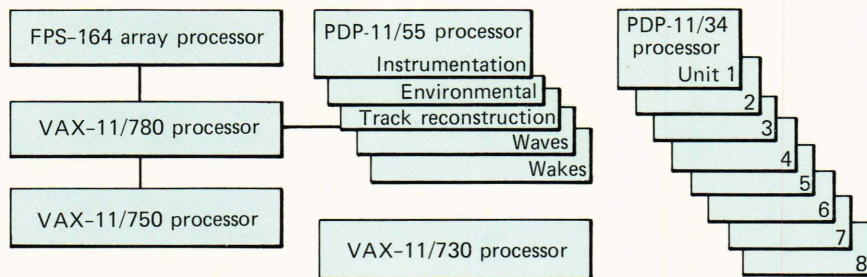 FPS-164 array processor
VAX-11/780 processor
VAX-11/750 processor
PDP-11/55 processor
Instrumentation
Environmental
Track reconstruction
Waves
Wakes
VAX-11/730 processor
PDP-11/34
processor
Unit 1
2
3
4
5
6
7
8